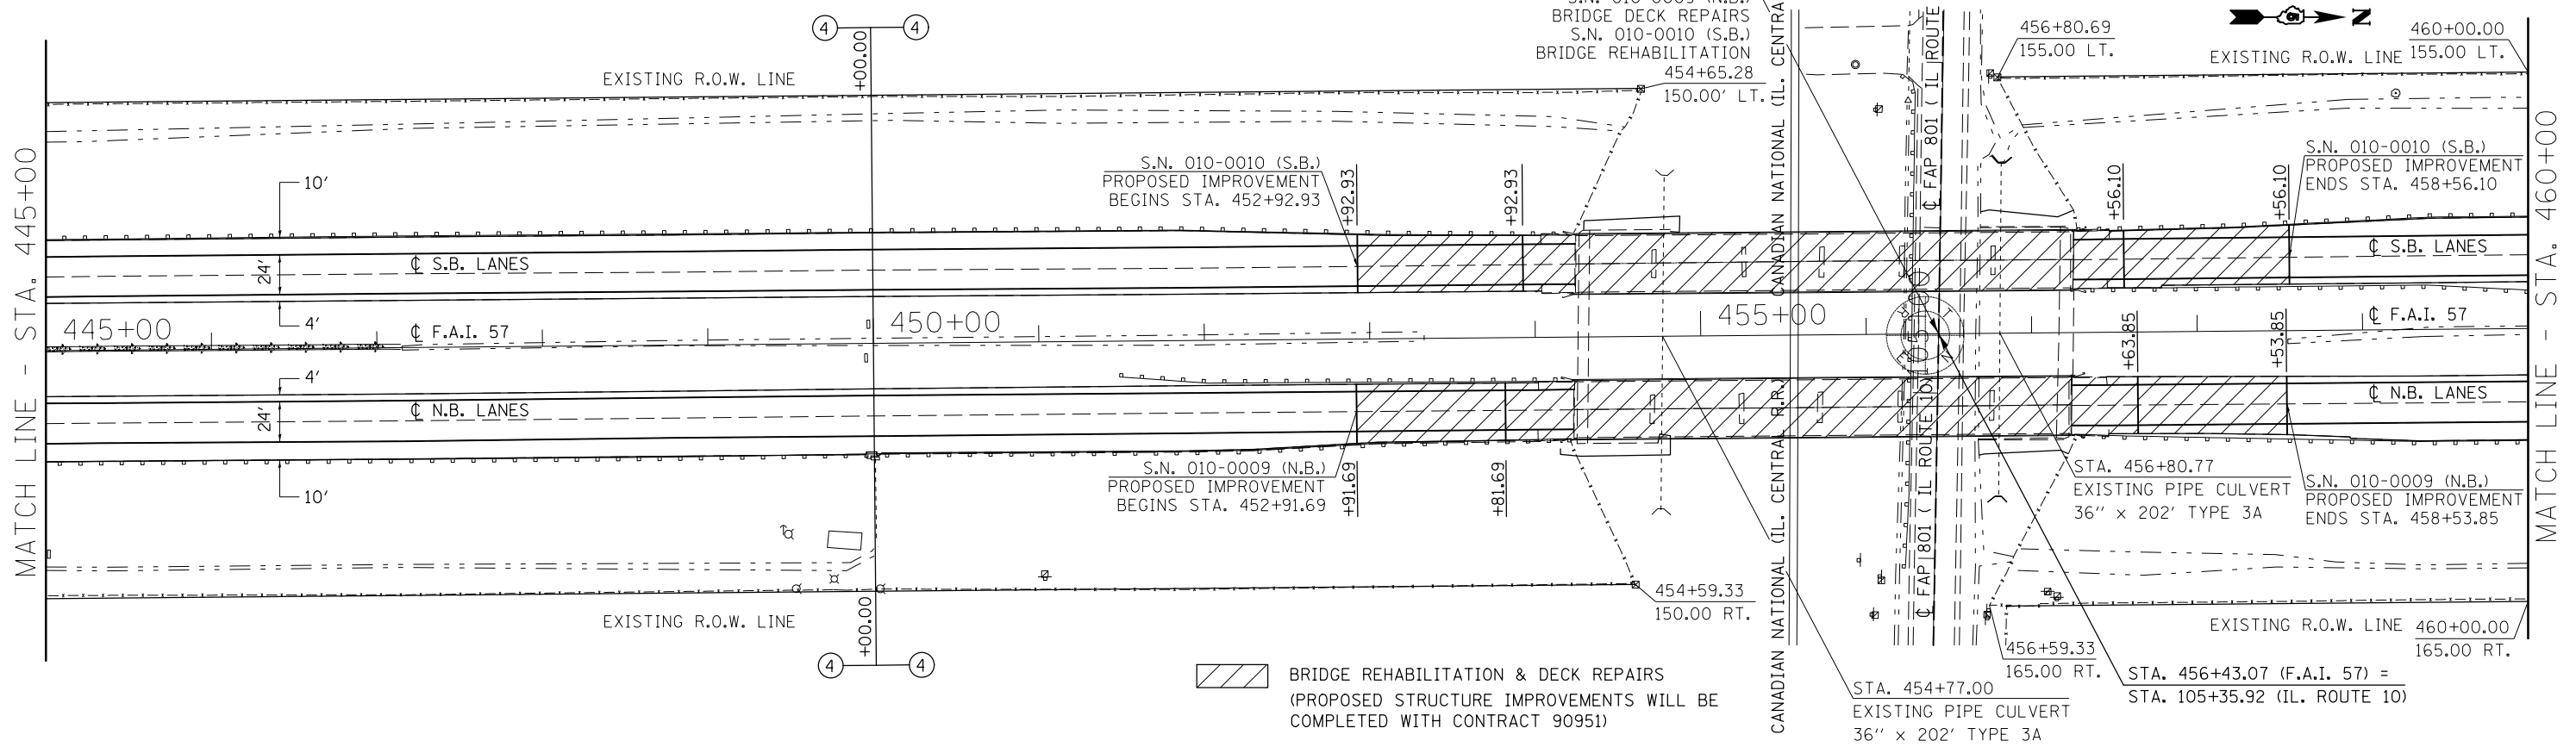 MATCH LINE - STA. 445+00
4 4
+00.00
EXISTING R.O.W. LINE
BRIDGE DECK REPAIRS
S.N. 010-0010 (S.B.)
BRIDGE REHABILITATION
454+65.28
150.00' LT.
456+80.69
155.00 LT.
N
EXISTING R.O.W. LINE
460+00.00
155.00 LT.
S.N. 010-0010 (S.B.)
PROPOSED IMPROVEMENT
BEGINS STA. 452+92.93
+92.93
+92.93
CANADIAN NATIONAL (IL. CENTRA
℄ FAP 801 ( IL ROUTE
+56.10
+56.10
S.N. 010-0010 (S.B.)
PROPOSED IMPROVEMENT
ENDS STA. 458+56.10
10'
24'
℄ S.B. LANES
℄ S.B. LANES
4'
445+00
℄ F.A.I. 57
450+00
455+00
℄ F.A.I. 57
4'
24'
℄ N.B. LANES
+63.85
+53.85
℄ N.B. LANES
10'
S.N. 010-0009 (N.B.)
PROPOSED IMPROVEMENT
BEGINS STA. 452+91.69
+91.69
+81.69
CANADIAN NATIONAL (IL. CENTRAL R.R.)
℄ FAP 801 ( IL ROUTE 10)
STA. 456+80.77
EXISTING PIPE CULVERT
36" x 202' TYPE 3A
S.N. 010-0009 (N.B.)
PROPOSED IMPROVEMENT
ENDS STA. 458+53.85
MATCH LINE - STA. 460+00
EXISTING R.O.W. LINE
+00.00
4 4
454+59.33
150.00 RT.
456+59.33
165.00 RT.
EXISTING R.O.W. LINE
460+00.00
165.00 RT.
BRIDGE REHABILITATION & DECK REPAIRS
(PROPOSED STRUCTURE IMPROVEMENTS WILL BE
COMPLETED WITH CONTRACT 90951)
STA. 454+77.00
EXISTING PIPE CULVERT
36" x 202' TYPE 3A
STA. 456+43.07 (F.A.I. 57) =
STA. 105+35.92 (IL. ROUTE 10)